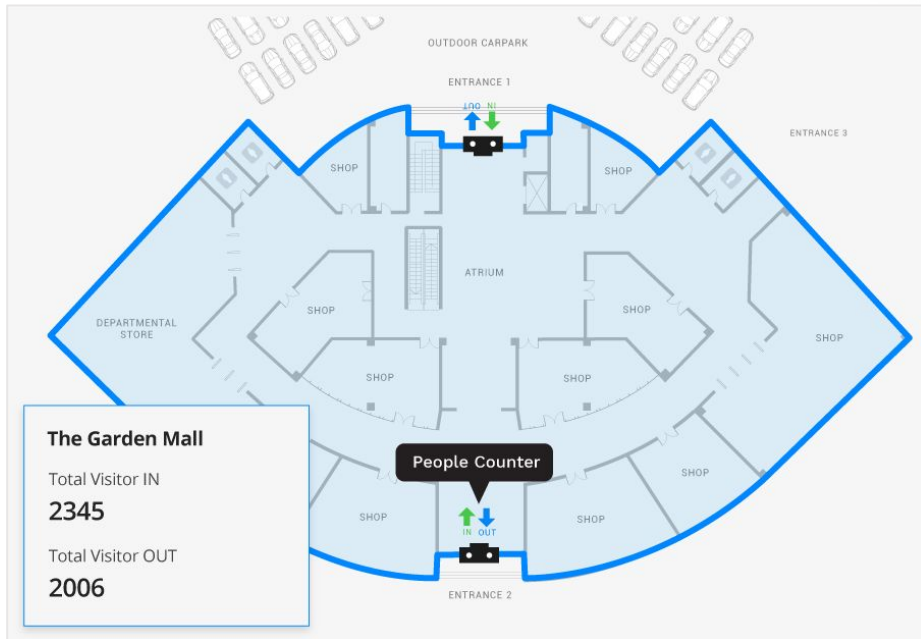 OUTDOOR CARPARK
ENTRANCE 1
OUT IN
ENTRANCE 3
SHOP
SHOP
ATRIUM
SHOP
SHOP
DEPARTMENTAL
STORE
SHOP
SHOP
SHOP
The Garden Mall
Total Visitor IN
2345
Total Visitor OUT
2006
People Counter
SHOP
SHOP
SHOP
IN OUT
ENTRANCE 2